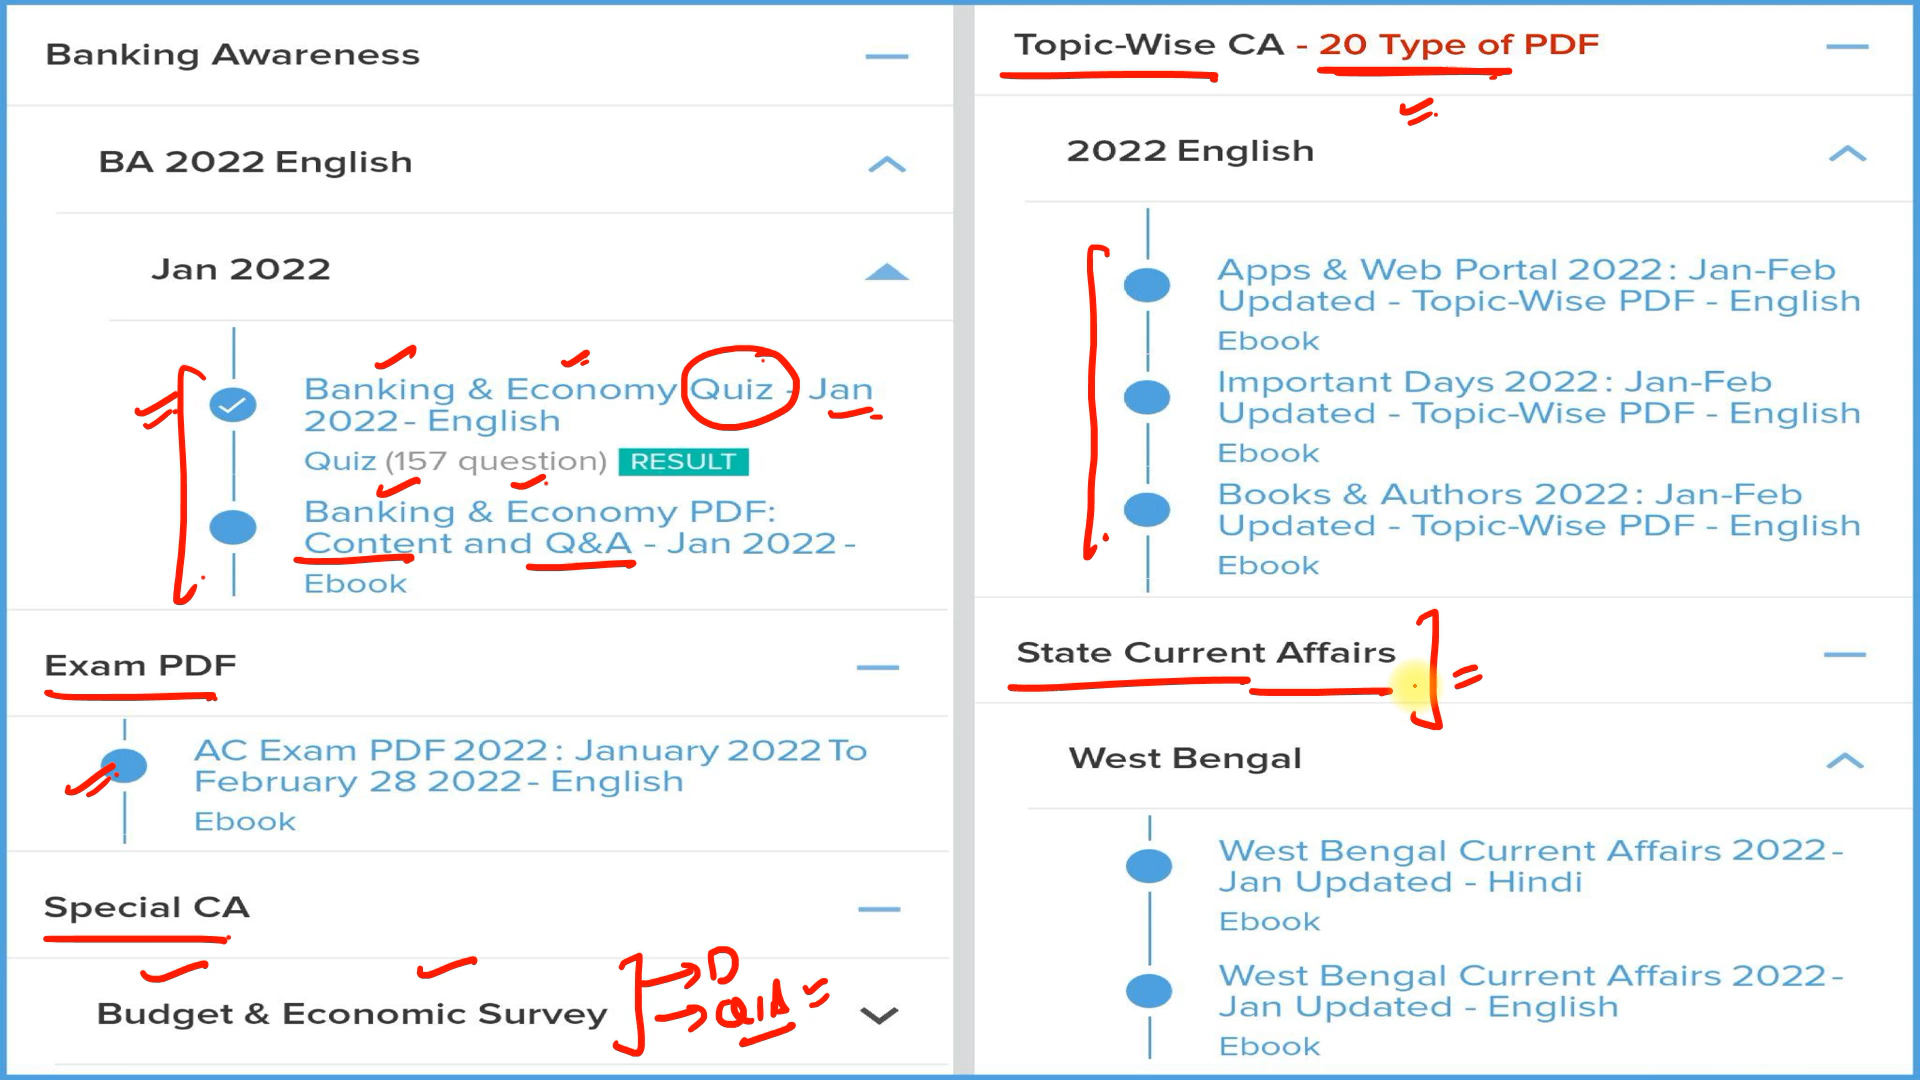 Banking Awareness
BA 2022 English
Jan 2022
Banking & Economy Quiz - Jan
2022 - English
Quiz (157 question) RESULT
Banking & Economy PDF:
Content and Q&A - Jan 2022 -
Ebook
Exam PDF
AC Exam PDF 2022 : January 2022 To
February 28 2022 - English
Ebook
Special CA
Budget & Economic Survey
D
Topic-Wise CA - 20 Type of PDF
2022 English
Apps & Web Portal 2022 : Jan-Feb
Updated - Topic-Wise PDF - English
Ebook
Important Days 2022 : Jan-Feb
Updated - Topic-Wise PDF - English
Ebook
Books & Authors 2022 : Jan-Feb
Updated - Topic-Wise PDF - English
Ebook
State Current Affairs
West Bengal
West Bengal Current Affairs 2022 -
Jan Updated - Hindi
Ebook
West Bengal Current Affairs 2022 -
Jan Updated - English
Ebook